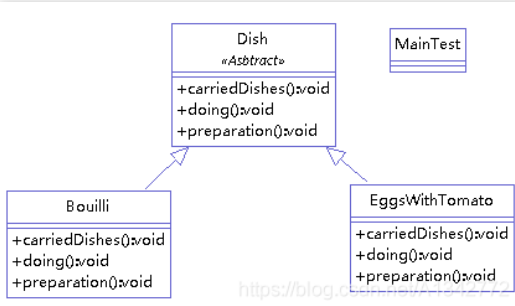 Dish
«Asbtract»
+carriedDishes():void
+doing():void
+preparation():void
MainTest
Bouilli
+carriedDishes():void
+doing():void
+preparation():void
EggsWithTomato
+carriedDishes():void
+doing():void
+preparation():void
https://blog.csdn.net/A1342772